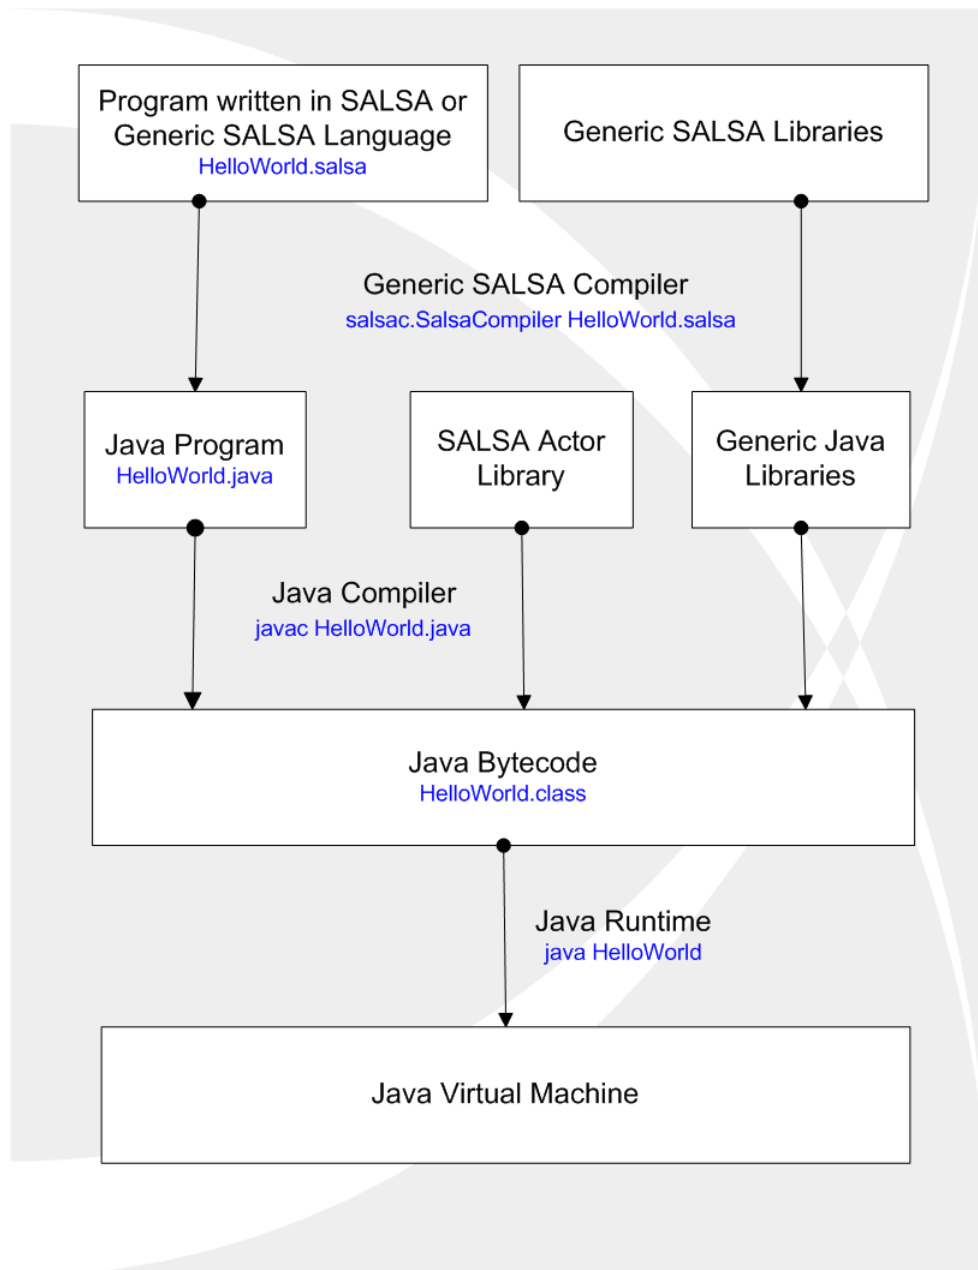 Program written in SALSA or
Generic SALSA Language
HelloWorld.salsa
Generic SALSA Libraries
Generic SALSA Compiler
salsac.SalsaCompiler HelloWorld.salsa
Java Program
HelloWorld.java
SALSA Actor
Library
Generic Java
Libraries
Java Compiler
javac HelloWorld.java
Java Bytecode
HelloWorld.class
Java Runtime
java HelloWorld
Java Virtual Machine